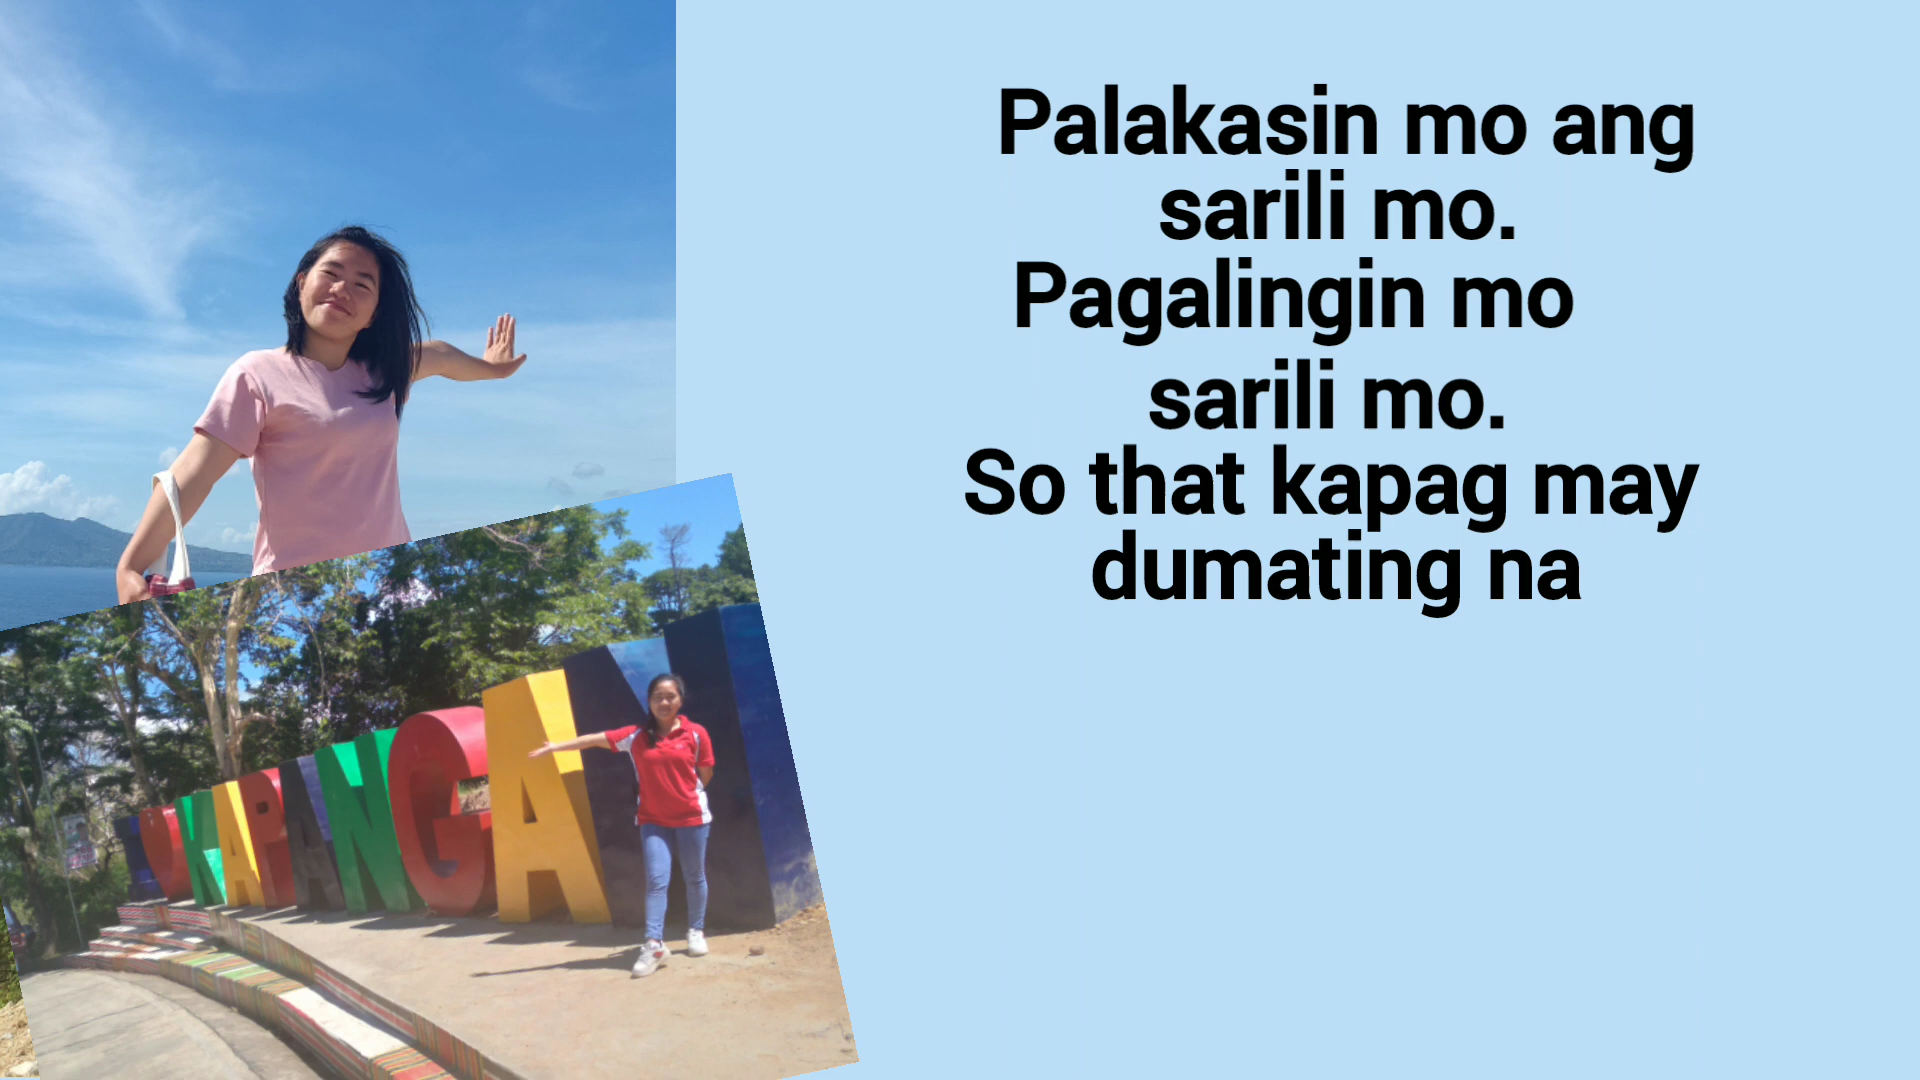 Palakasin mo ang
sarili mo.
Pagalingin mo
sarili mo.
So that kapag may
dumating na
I KAPANGAN